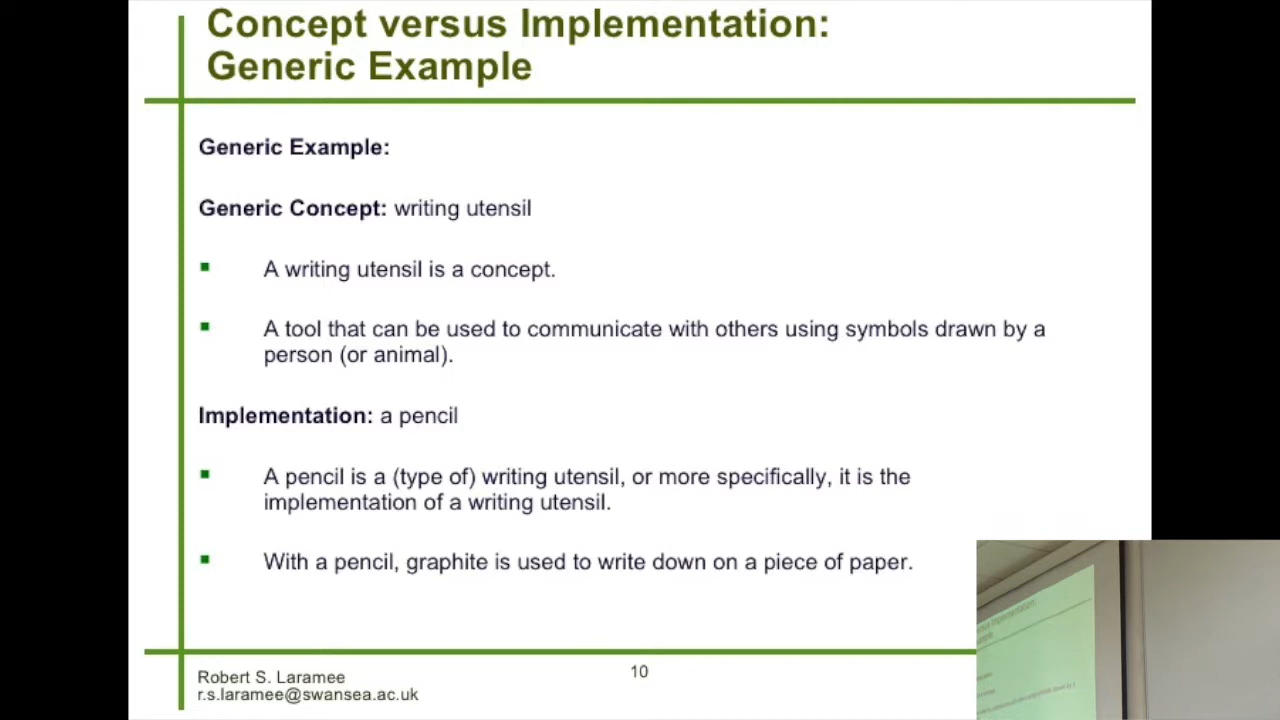 Concept versus Implementation:
Generic Example
Generic Example:
Generic Concept: writing utensil
A writing utensil is a concept.
A tool that can be used to communicate with others using symbols drawn by a
person (or animal).
Implementation: a pencil
A pencil is a (type of) writing utensil, or more specifically, it is the
implementation of a writing utensil.
With a pencil, graphite is used to write down on a piece of paper.
Robert S. Laramee
r.s.laramee@swansea.ac.uk
10